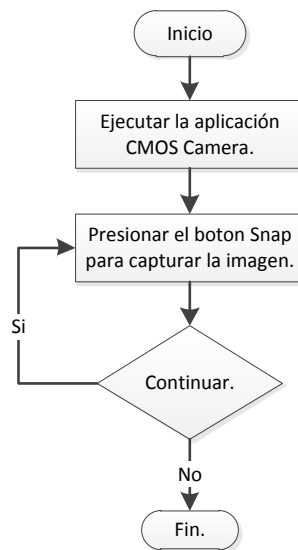 Inicio
Ejecutar la aplicación
CMOS Camera.
Presionar el boton Snap
para capturar la imagen.
Si
Continuar.
No
Fin.